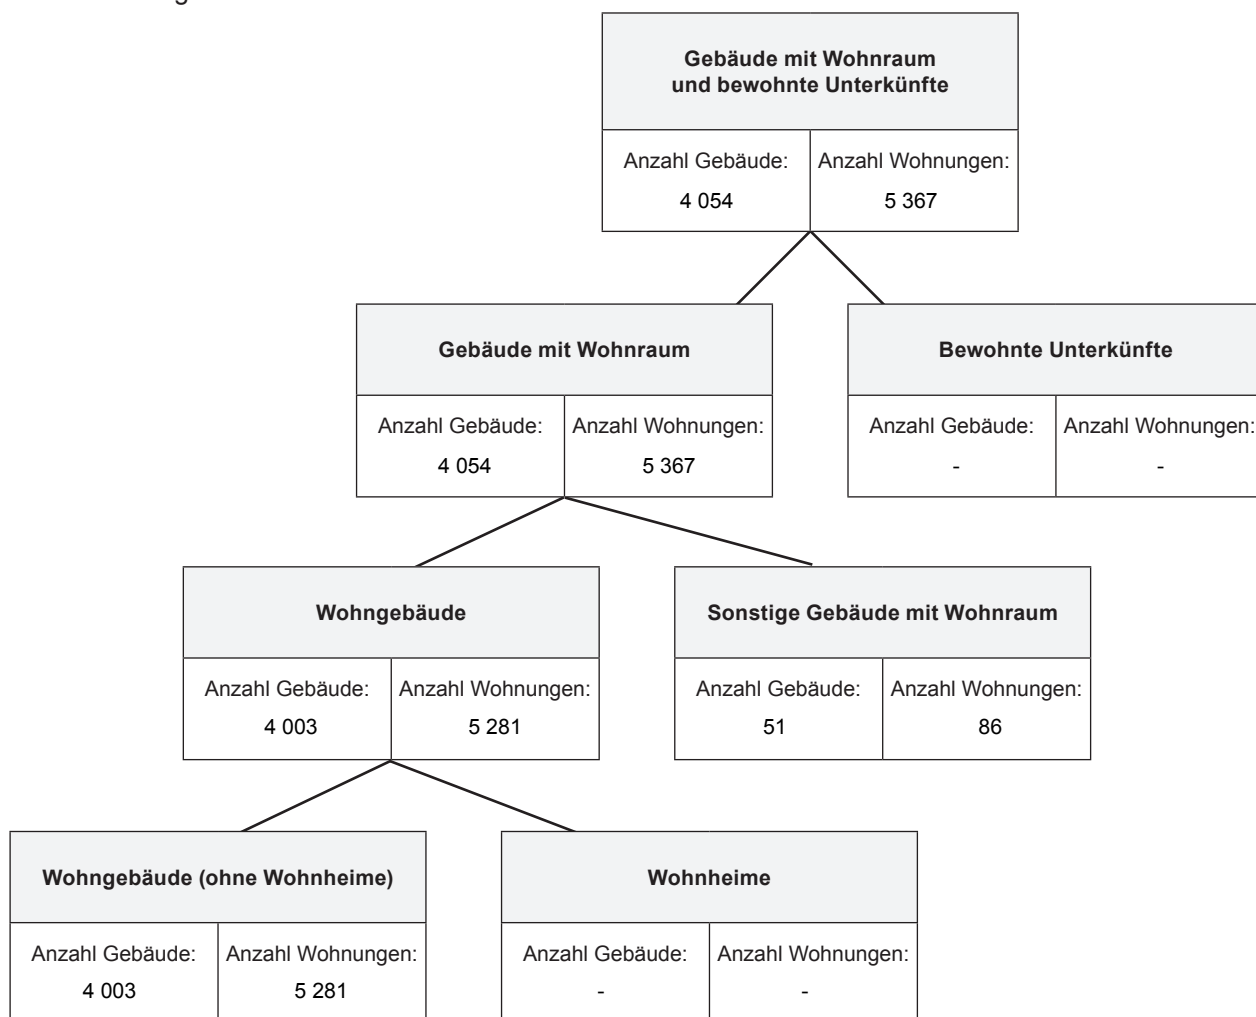 Gebäude mit Wohnraum
und bewohnte Unterkünfte
Anzahl Gebäude: Anzahl Wohnungen:
4 054 5 367
Gebäude mit Wohnraum
Anzahl Gebäude: Anzahl Wohnungen:
4 054 5 367
Bewohnte Unterkünfte
Anzahl Gebäude: Anzahl Wohnungen:
- -
Wohngebäude
Anzahl Gebäude: Anzahl Wohnungen:
4 003 5 281
Sonstige Gebäude mit Wohnraum
Anzahl Gebäude: Anzahl Wohnungen:
51 86
Wohngebäude (ohne Wohnheime)
Anzahl Gebäude: Anzahl Wohnungen:
4 003 5 281
Wohnheime
Anzahl Gebäude: Anzahl Wohnungen:
- -